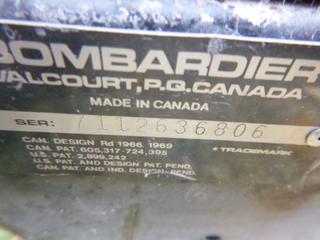 BOMBARDIER
VALCOURT, P.Q. CANADA
MADE IN CANADA
SER: 7112636806
CAN. DESIGN Rd 1966, 1969
*TRADEMARK
CAN. PAT. 605,317-724,395
U.S. PAT. 2,899,242
U.S. PAT. AND DESIGN PAT. PEND.
CAN. PAT. AND IND. DESIGN PEND.